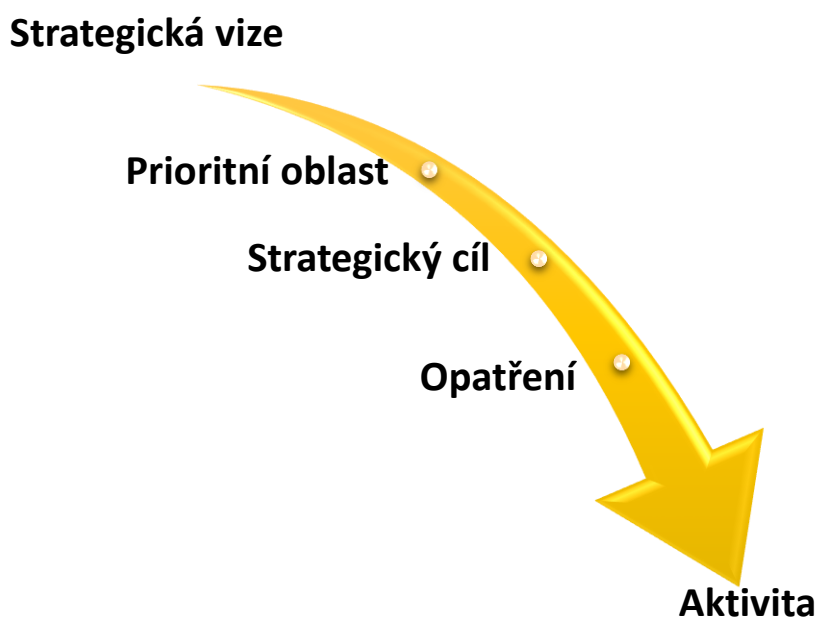 Strategická vize
Prioritní oblast
Strategický cíl
Opatření
Aktivita